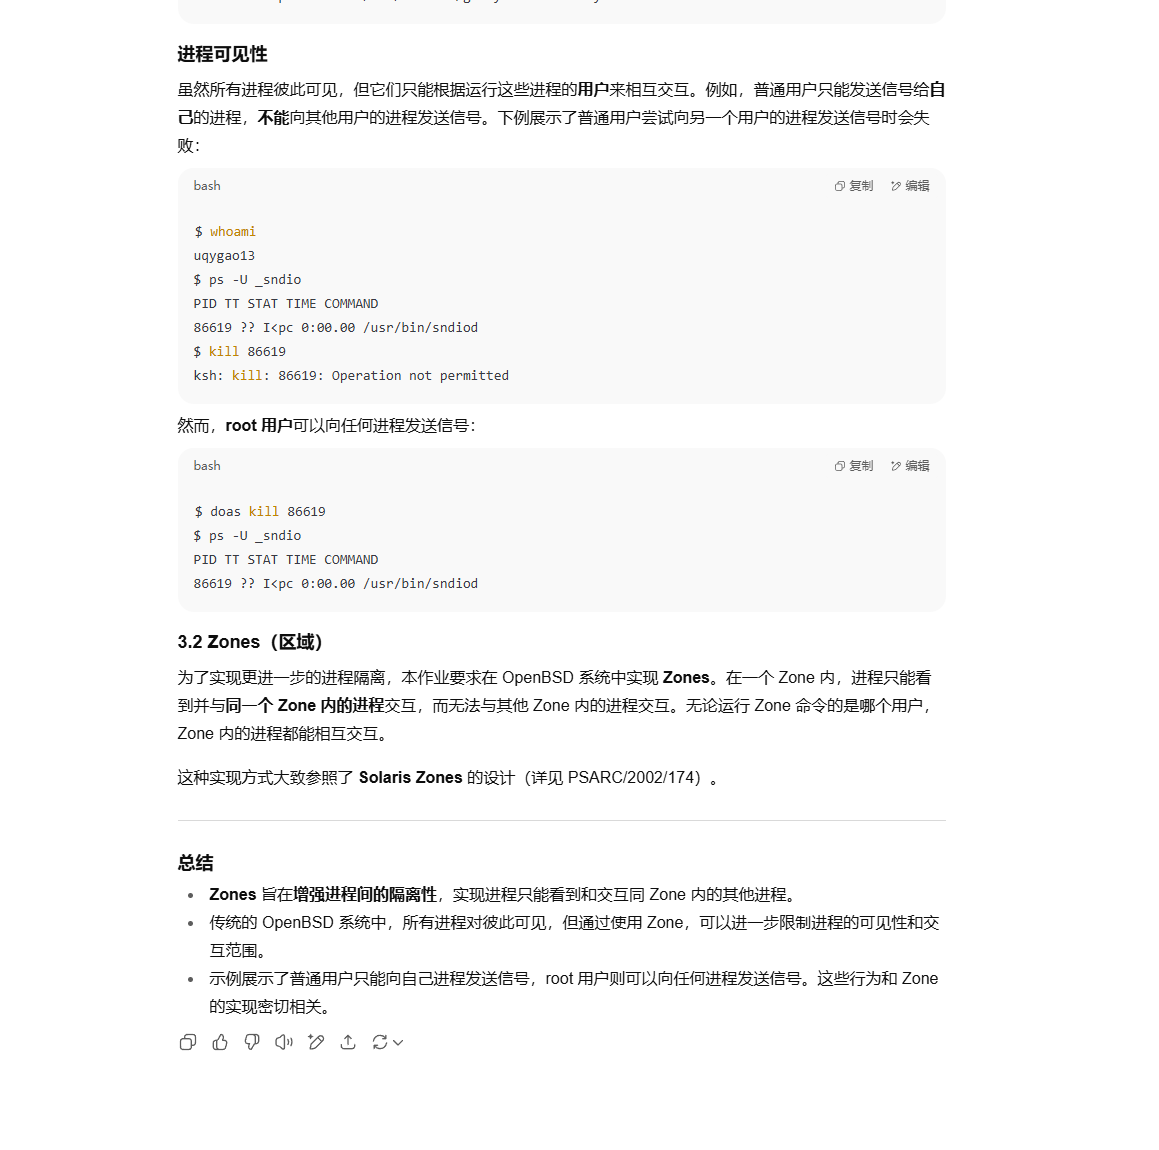 进程可见性
虽然所有进程彼此可见，但它们只能根据运行这些进程的用户来相互交互。例如，普通用户只能发送信号给自
己的进程，不能向其他用户的进程发送信号。下例展示了普通用户尝试向另一个用户的进程发送信号时会失
败：
bash 复制 编辑
$ whoami
uqygao13
$ ps -U _sndio
PID TT STAT TIME COMMAND
86619 ?? I<pc 0:00.00 /usr/bin/sndiod
$ kill 86619
ksh: kill: 86619: Operation not permitted
然而，root 用户可以向任何进程发送信号：
bash 复制 编辑
$ doas kill 86619
$ ps -U _sndio
PID TT STAT TIME COMMAND
86619 ?? I<pc 0:00.00 /usr/bin/sndiod
3.2 Zones（区域）
为了实现更进一步的进程隔离，本作业要求在 OpenBSD 系统中实现 Zones。在一个 Zone 内，进程只能看
到并与同一个 Zone 内的进程交互，而无法与其他 Zone 内的进程交互。无论运行 Zone 命令的是哪个用户，
Zone 内的进程都能相互交互。
这种实现方式大致参照了 Solaris Zones 的设计（详见 PSARC/2002/174）。
总结
• Zones 旨在增强进程间的隔离性，实现进程只能看到和交互同 Zone 内的其他进程。
• 传统的 OpenBSD 系统中，所有进程对彼此可见，但通过使用 Zone，可以进一步限制进程的可见性和交
互范围。
• 示例展示了普通用户只能向自己进程发送信号，root 用户则可以向任何进程发送信号。这些行为和 Zone
的实现密切相关。